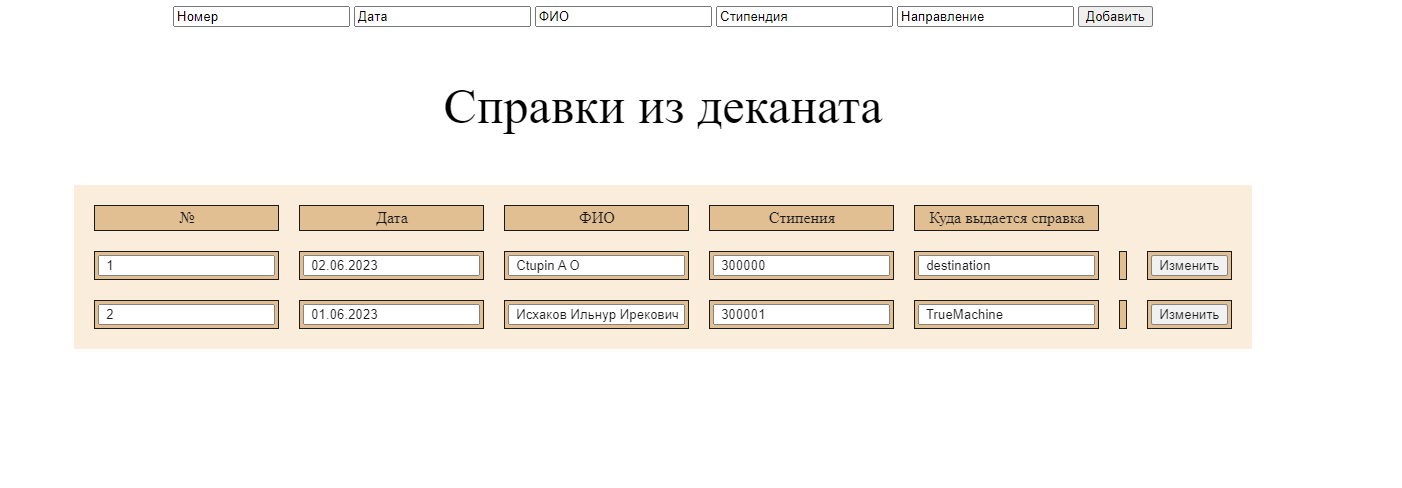 Номер Дата ФИО Стипендия Направление Добавить
Справки из деканата
№ Дата ФИО Стипения Куда выдается справка
1 02.06.2023 Ctupin A O 300000 destination Изменить
2 01.06.2023 Исхаков Ильнур Ирекович 300001 TrueMachine Изменить